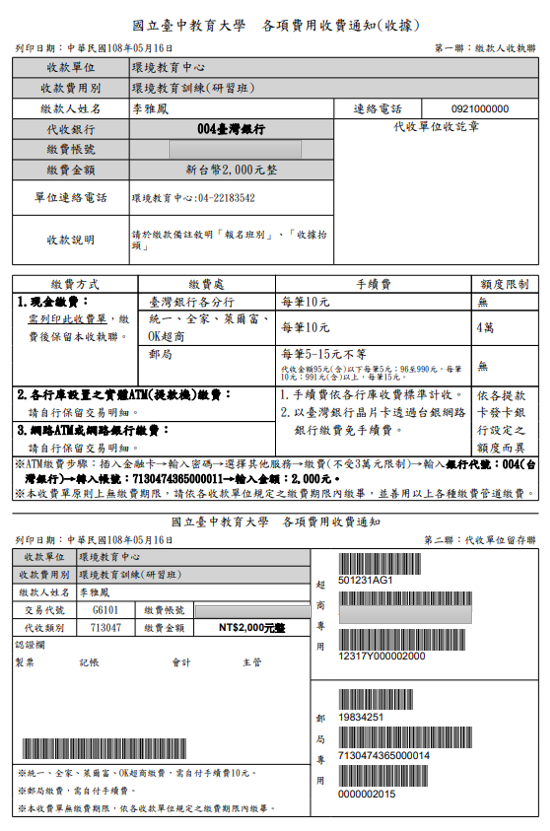 國立臺中教育大學　各項費用收費通知(收據)
列印日期：中華民國108年05月16日　第一聯：繳款人收執聯
收款單位　環境教育中心
收款費用別　環境教育訓練(研習班)
繳款人姓名　李雅鳳　連絡電話　0921000000
代收銀行　004臺灣銀行　代收單位收訖章
繳費帳號
繳費金額　新台幣2,000元整
單位連絡電話　環境教育中心:04-22183542
收款說明　請於繳款備註敘明「報名班別」、「收據抬
頭」
繳費方式　繳費處　手續費　額度限制
1.現金繳費：　臺灣銀行各分行　每筆10元　無
需列印此收費單，繳
費後保留本收執聯。
統一、全家、萊爾富、
OK超商　每筆10元　4萬
郵局　每筆5-15元不等　無
代收金額95元(含)以下每筆5元；96至990元，每筆
10元；991元(含)以上，每筆15元。
2.各行庫設置之實體ATM(提款機)繳費：
請自行保留交易明細。
3.網路ATM或網路銀行繳費：
請自行保留交易明細。
1.手續費依各行庫收費標準計收。
2.以臺灣銀行晶片卡透過台銀網路
銀行繳費免手續費。
依各提款
卡發卡銀
行設定之
額度而異
※ATM繳費步驟：插入金融卡→輸入密碼→選擇其他服務→繳費(不受3萬元限制)→輸入銀行代號：004(台
灣銀行)→轉入帳號：7130474365000011→輸入金額：2,000元。
※本收費單原則上無繳費期限，請依各收款單位規定之繳費期限內繳畢，並善用以上各種繳費管道繳費。
國立臺中教育大學　各項費用收費通知
列印日期：中華民國108年05月16日　第二聯：代收單位留存聯
收款單位　環境教育中心
收款費用別　環境教育訓練(研習班)
繳款人姓名　李雅鳳
交易代號　G6101　繳費帳號
代收類別　713047　繳費金額　NT$2,000元整
認證欄
製票　記帳　會計　主管
※統一、全家、萊爾富、OK超商繳費，需自付手續費10元。
※郵局繳費，需自付手續費。
※本收費單無繳費期限，依各收款單位規定之繳費期限內繳畢。
超商專用
501231AG1
12317Y000002000
郵局專用
19834251
7130474365000014
0000002015